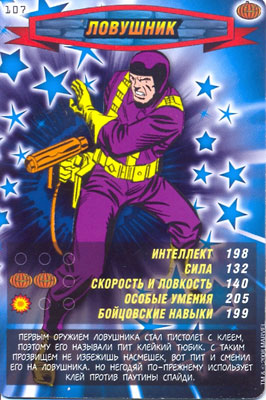 107
ЛОВУШНИК
ИНТЕЛЛЕКТ 198
СИЛА 132
СКОРОСТЬ И ЛОВКОСТЬ 140
ОСОБЫЕ УМЕНИЯ 205
БОЙЦОВСКИЕ НАВЫКИ 199
ПЕРВЫМ ОРУЖИЕМ ЛОВУШНИКА СТАЛ ПИСТОЛЕТ С КЛЕЕМ,
ПОЭТОМУ ЕГО НАЗЫВАЛИ ПИТ КЛЕЙКИЙ ТЮБИК. С ТАКИМ
ПРОЗВИЩЕМ НЕ ИЗБЕЖИШЬ НАСМЕШЕК, ВОТ ПИТ И СМЕНИЛ
ЕГО НА ЛОВУШНИКА. НО НЕГОДЯЙ ПО-ПРЕЖНЕМУ ИСПОЛЬЗУЕТ
КЛЕЙ ПРОТИВ ПАУТИНЫ СПАЙДИ.